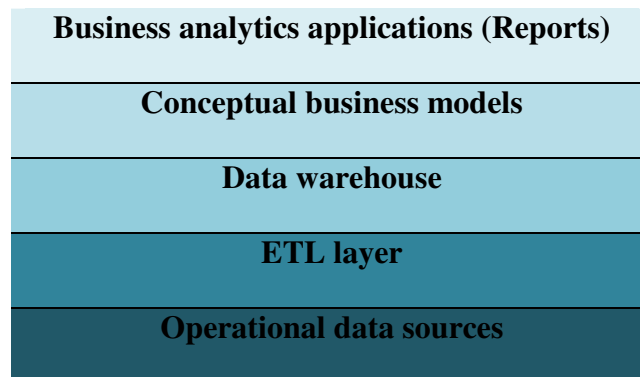 Business analytics applications (Reports)
Conceptual business models
Data warehouse
ETL layer
Operational data sources